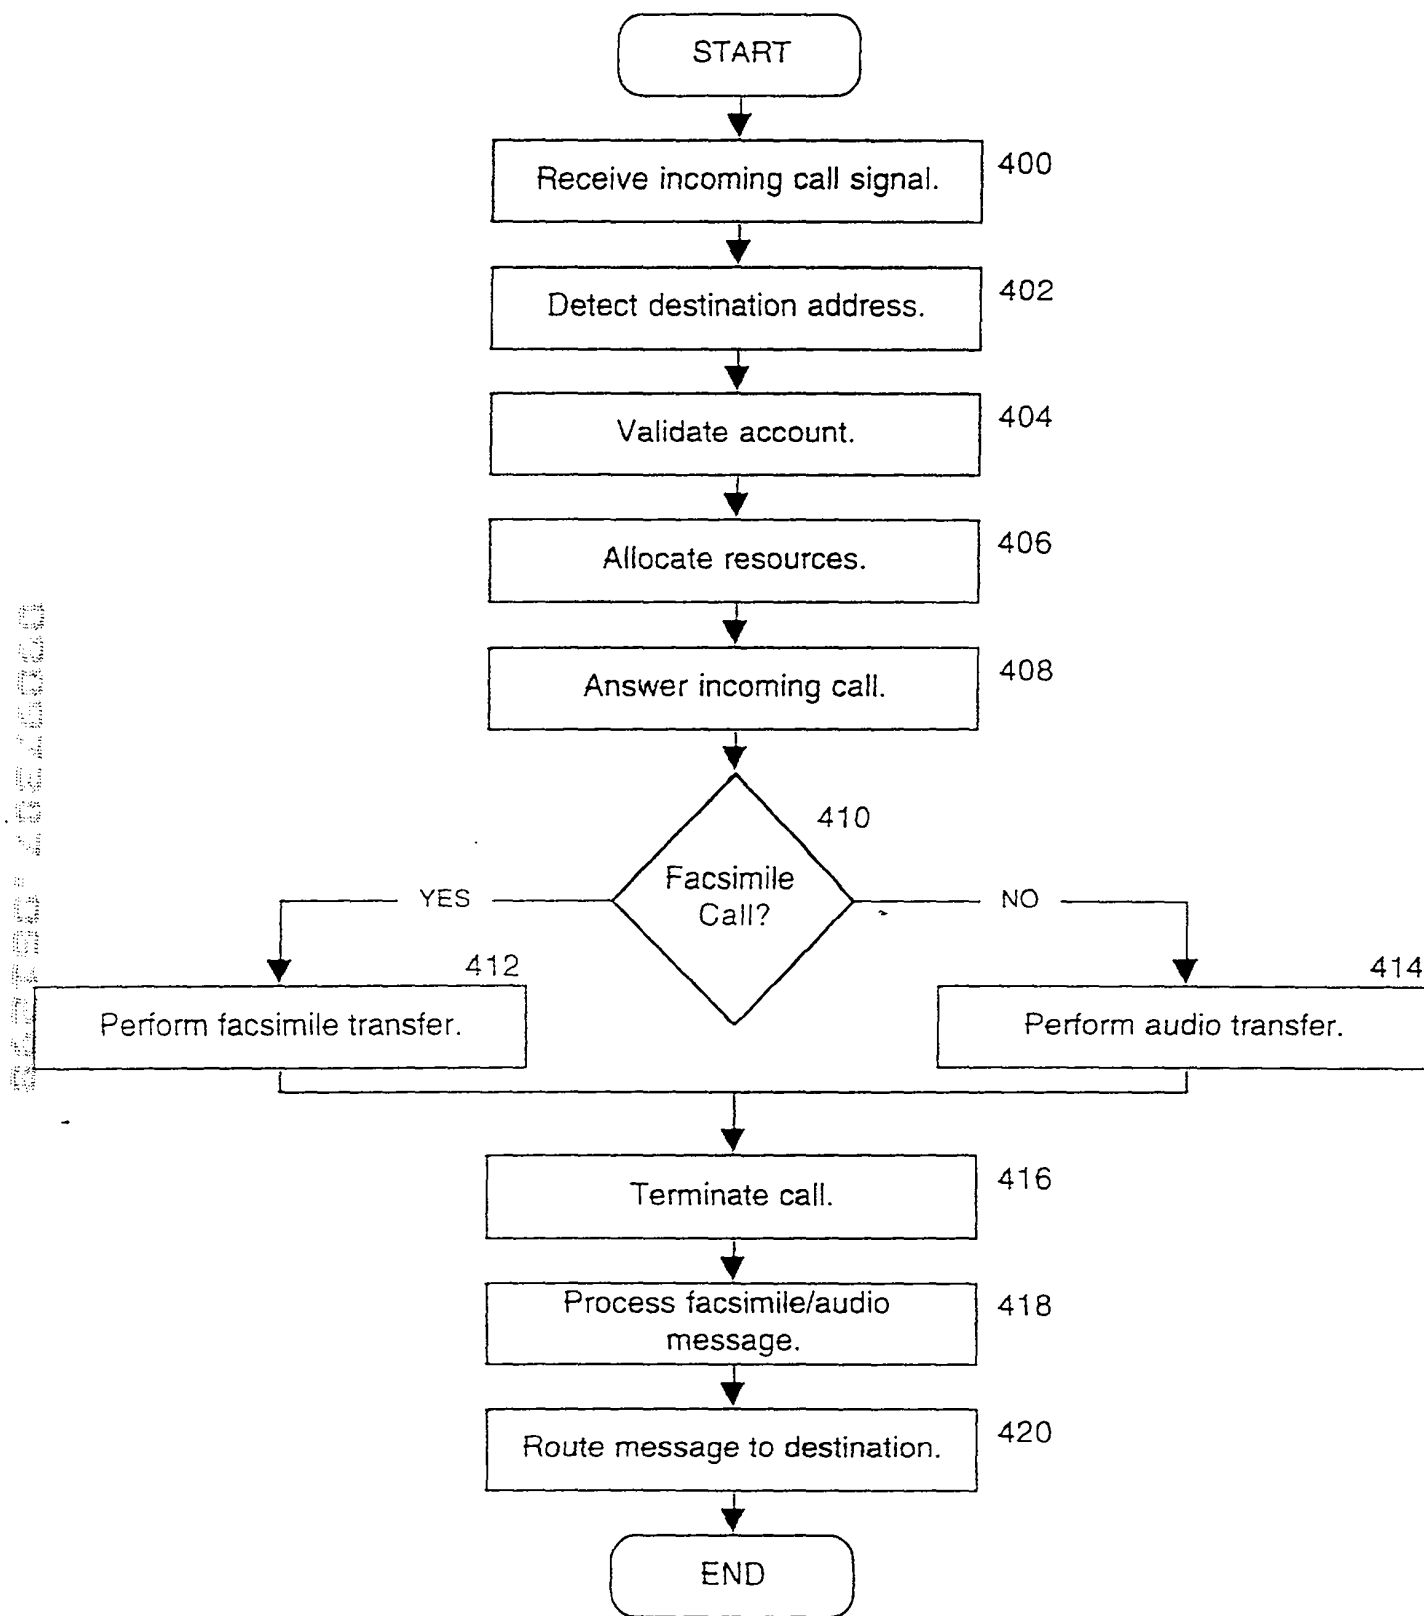 START
Receive incoming call signal.
400
Detect destination address.
402
Validate account.
404
Allocate resources.
406
Answer incoming call.
408
410
Facsimile
Call?
YES
NO
412
Perform facsimile transfer.
414
Perform audio transfer.
Terminate call.
416
Process facsimile/audio
message.
418
Route message to destination.
420
END